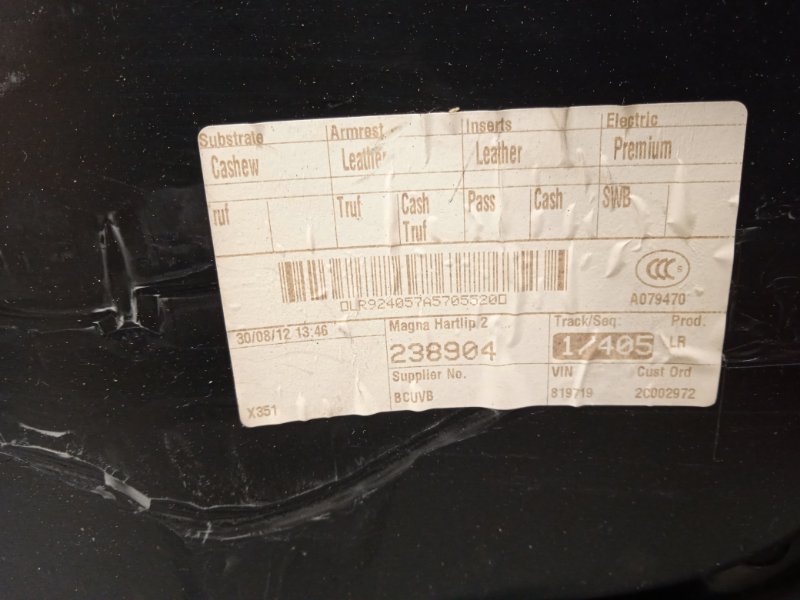 Substrate Armrest Inserts Electric
Cashew Leather Leather Premium
ruf Truf Cash Pass Cash SWB
Truf
CCC S
DLR924057A5705520D
A079470
30/08/12 13:46 Magna Hartlip 2 Track/Seq: Prod.
238904 1/405 LR
Supplier No. VIN Cust Ord
X351 BCUVB 819719 2C002972